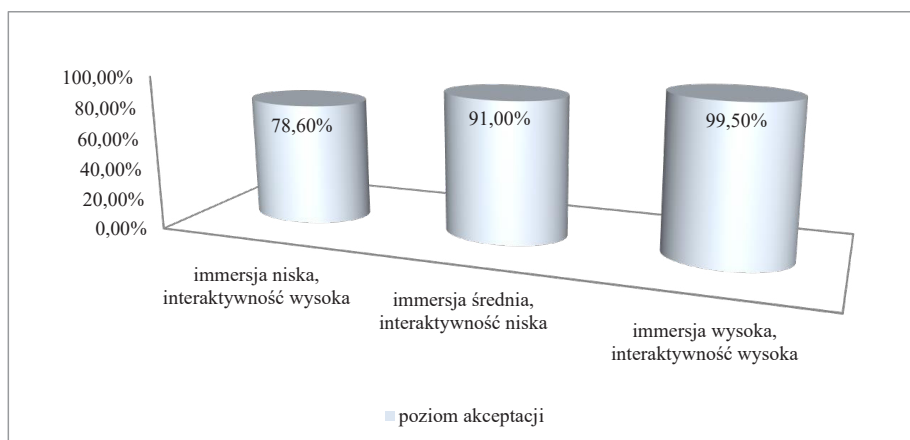 100,00%
80,00%
60,00%
40,00%
20,00%
0,00%
78,60%
91,00%
99,50%
immersja niska,
interaktywność wysoka
immersja średnia,
interaktywność niska
immersja wysoka,
interaktywność wysoka
poziom akceptacji